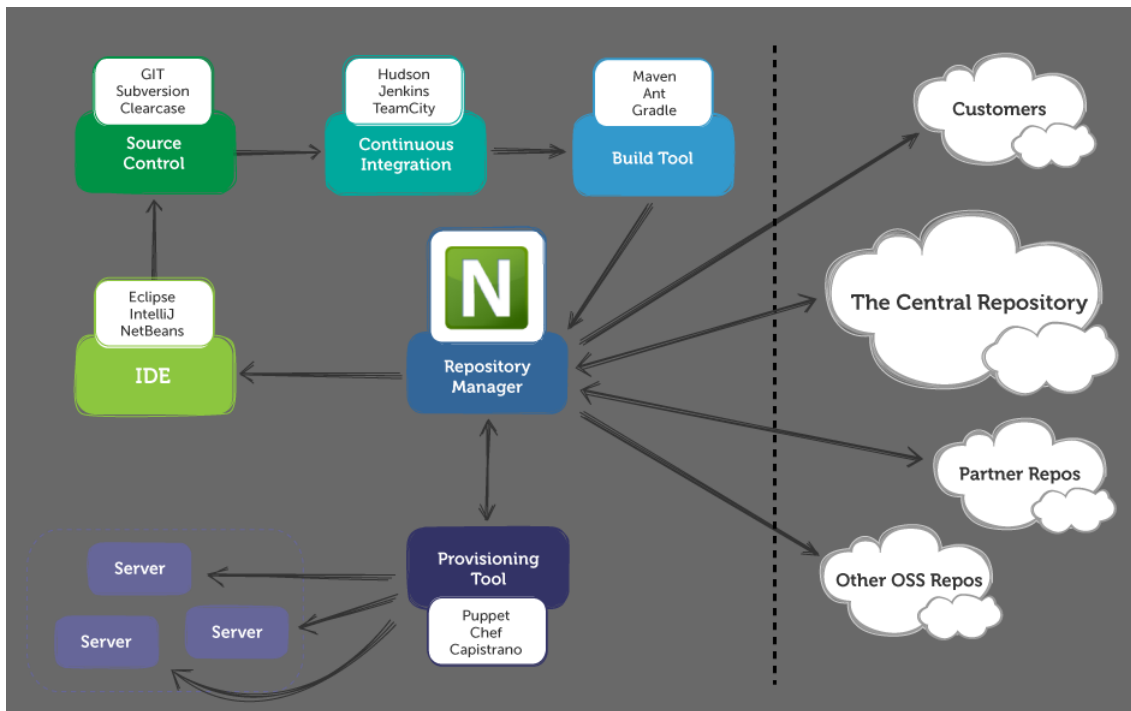 GIT
Subversion
Clearcase
Source
Control
Hudson
Jenkins
TeamCity
Continuous
Integration
Maven
Ant
Gradle
Build Tool
Customers
Eclipse
IntelliJ
NetBeans
IDE
N
Repository
Manager
The Central Repository
Partner Repos
Other OSS Repos
Provisioning
Tool
Puppet
Chef
Capistrano
Server
Server
Server